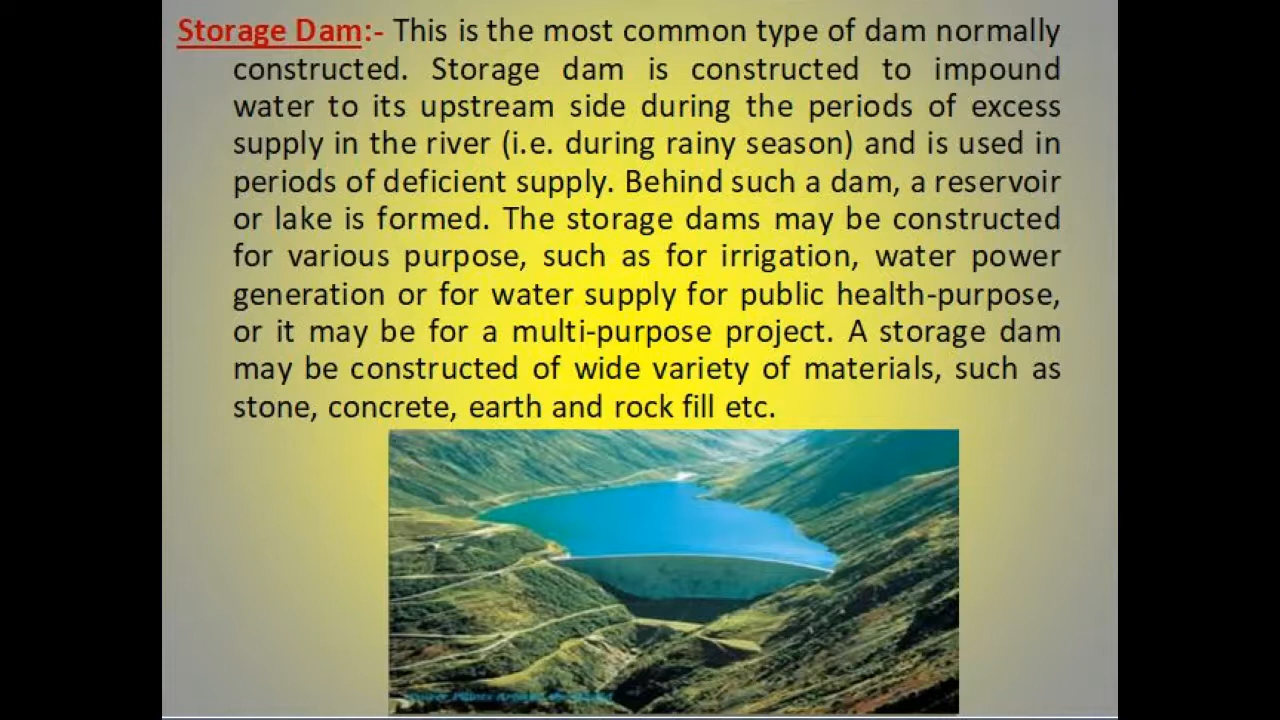 Storage Dam:- This is the most common type of dam normally
constructed. Storage dam is constructed to impound
water to its upstream side during the periods of excess
supply in the river (i.e. during rainy season) and is used in
periods of deficient supply. Behind such a dam, a reservoir
or lake is formed. The storage dams may be constructed
for various purpose, such as for irrigation, water power
generation or for water supply for public health-purpose,
or it may be for a multi-purpose project. A storage dam
may be constructed of wide variety of materials, such as
stone, concrete, earth and rock fill etc.